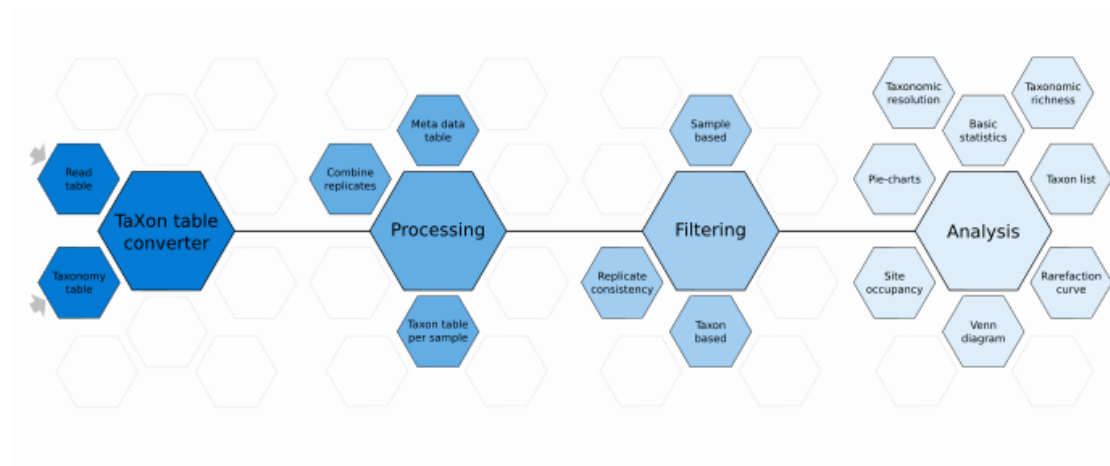 Read
table
Taxonomy
table
TaXon table
converter
Meta data
table
Combine
replicates
Processing
Taxon table
per sample
Sample
based
Filtering
Replicate
consistency
Taxon
based
Taxonomic
resolution
Taxonomic
richness
Basic
statistics
Pie-charts
Taxon list
Analysis
Site
occupancy
Rarefaction
curve
Venn
diagram